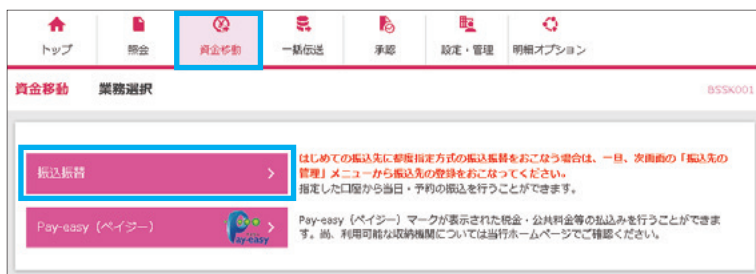 トップ 照会 資金移動 一括伝送 承認 設定・管理 明細オプション
資金移動 業務選択 BSSK001
振込振替
はじめての振込先に都度指定方式の振込振替をおこなう場合は、一旦、次画面の「振込先の
管理」メニューから振込先の登録をおこなってください。
指定した口座から当日・予約の振込を行うことができます。
Pay-easy（ペイジー） Pay-easy
Pay-easy（ペイジー）マークが表示された税金・公共料金等の払込みを行うことができま
す。尚、利用可能な収納機関については当行ホームページでご確認ください。